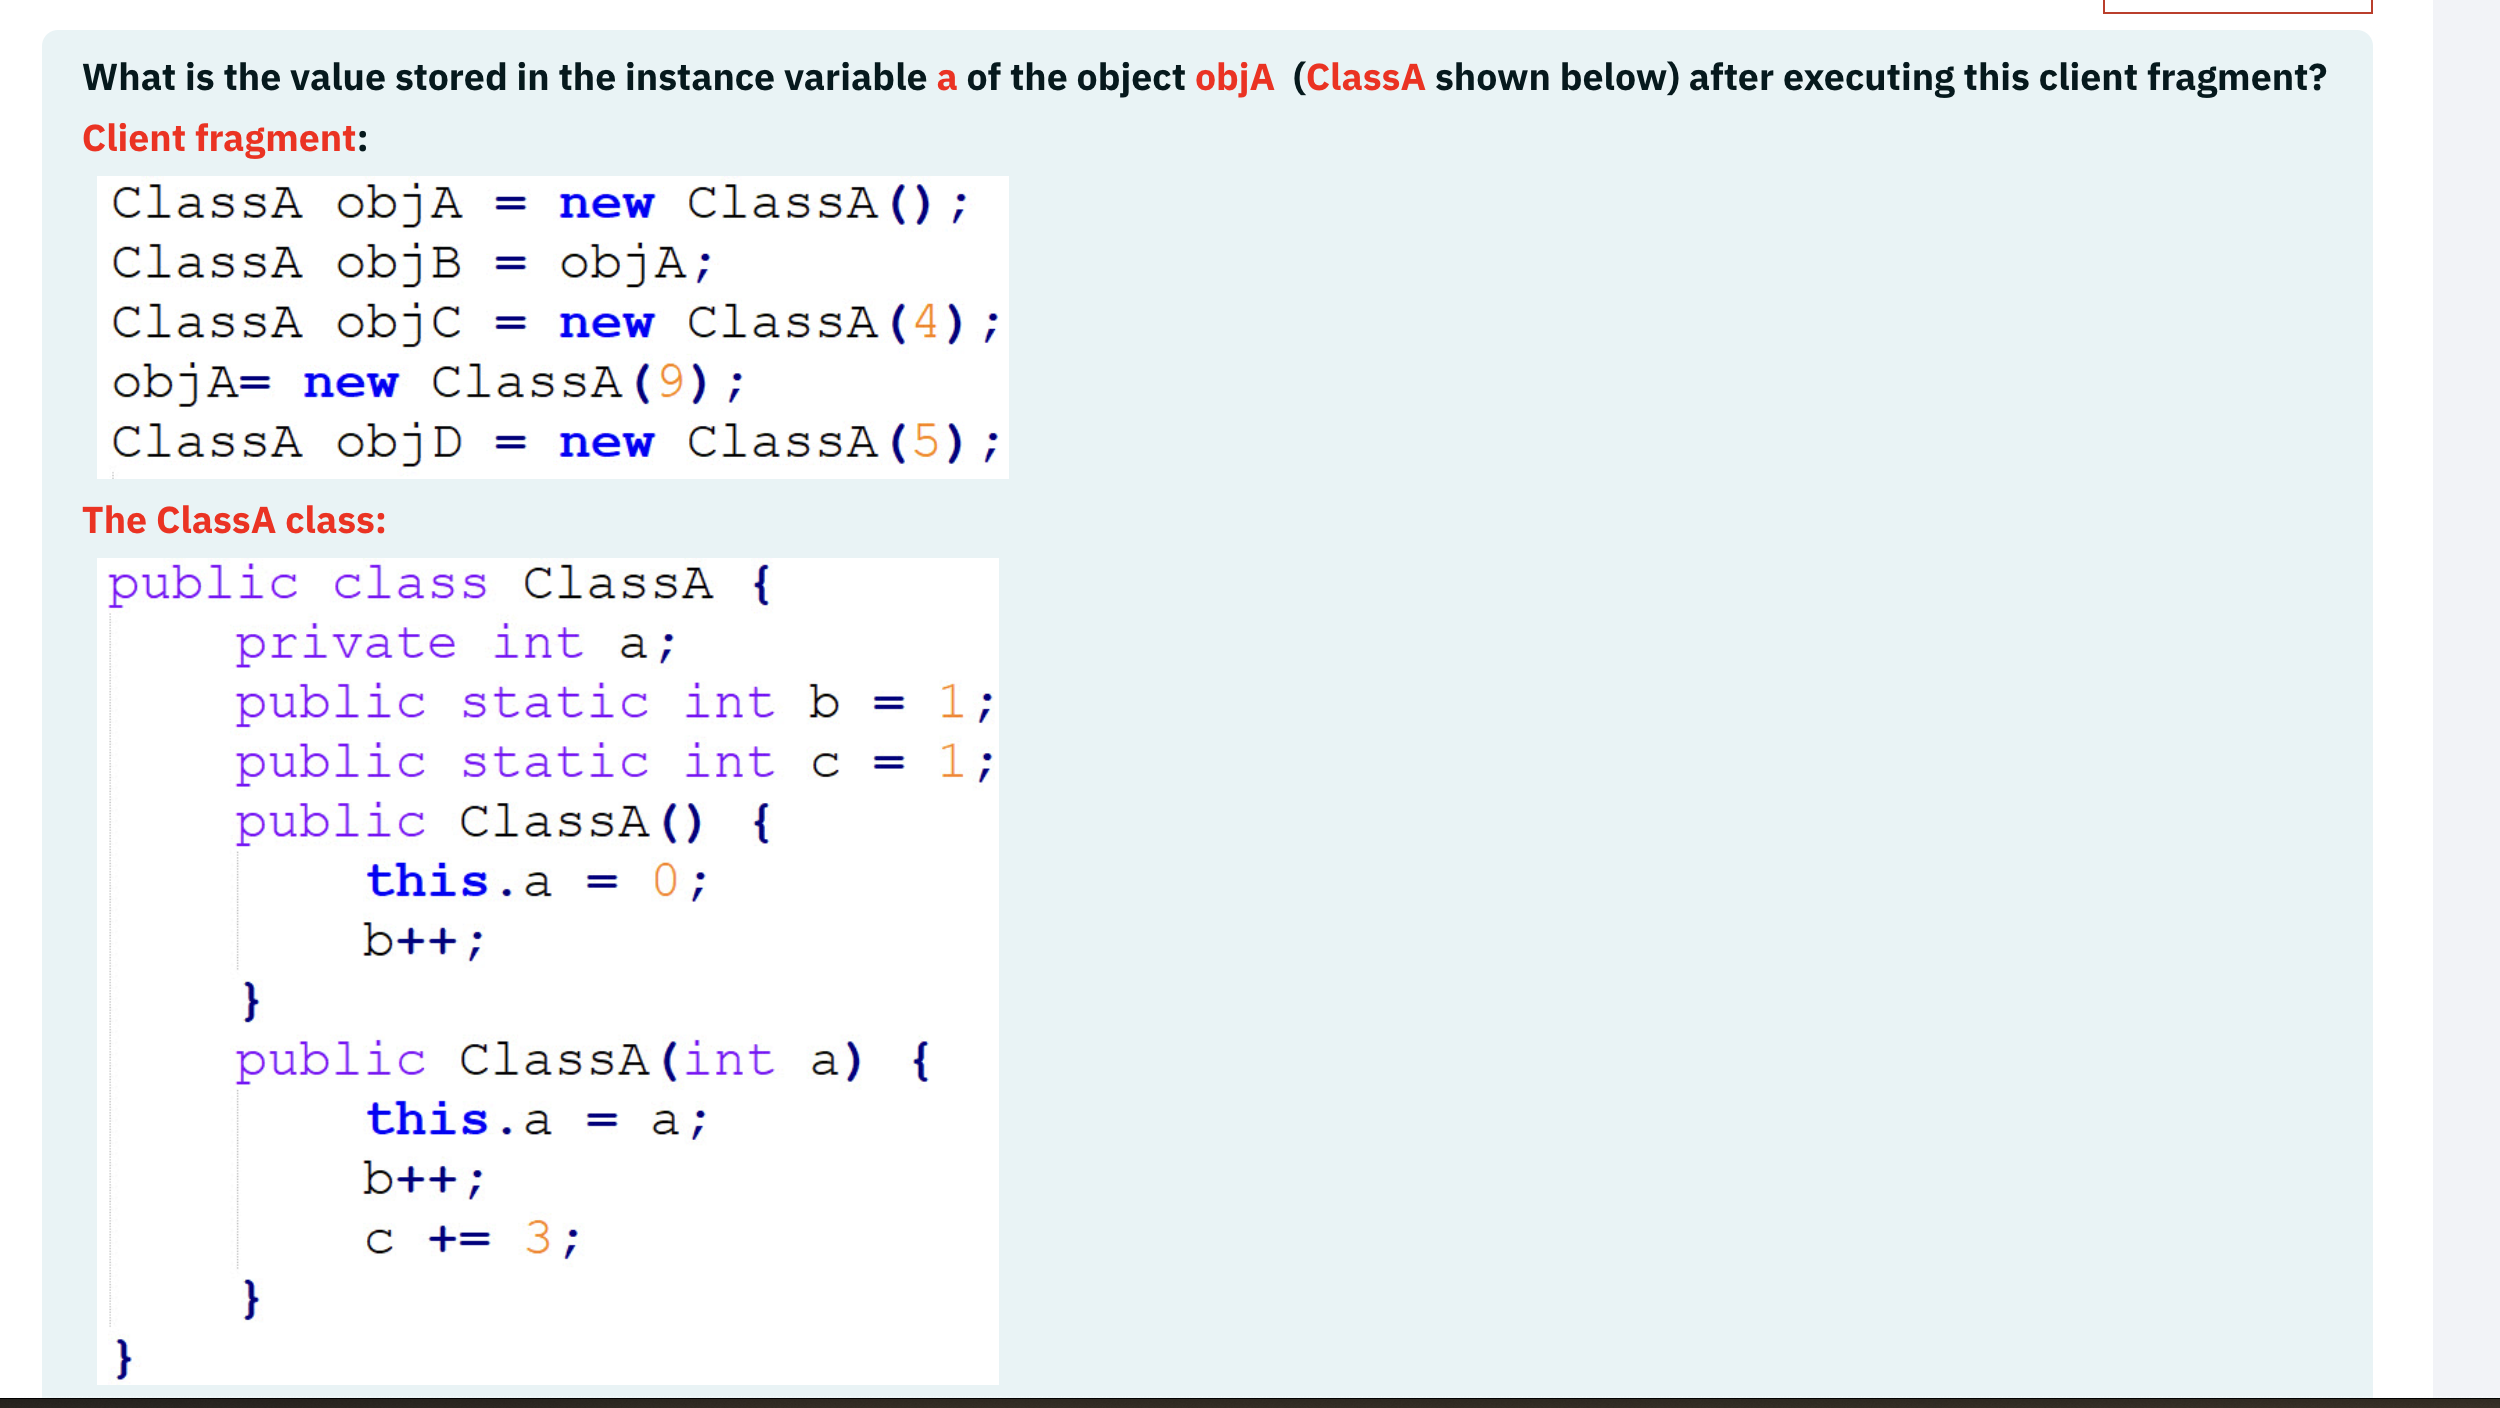 What is the value stored in the instance variable a of the object objA (ClassA shown below) after executing this client fragment?
Client fragment:
ClassA objA = new ClassA();
ClassA objB = objA;
ClassA objC = new ClassA(4);
objA= new ClassA(9);
ClassA objD = new ClassA(5);
The ClassA class:
public class ClassA {
private int a;
public static int b = 1;
public static int c = 1;
public ClassA() {
this.a = 0;
b++;
}
public ClassA(int a) {
this.a = a;
b++;
c += 3;
}
}